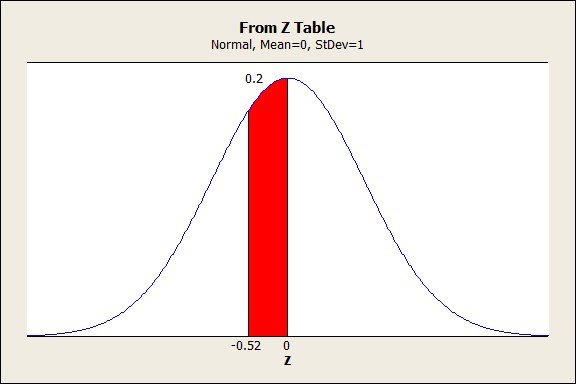 From Z Table
Normal, Mean=0, StDev=1
0.2
-0.52 0
Z